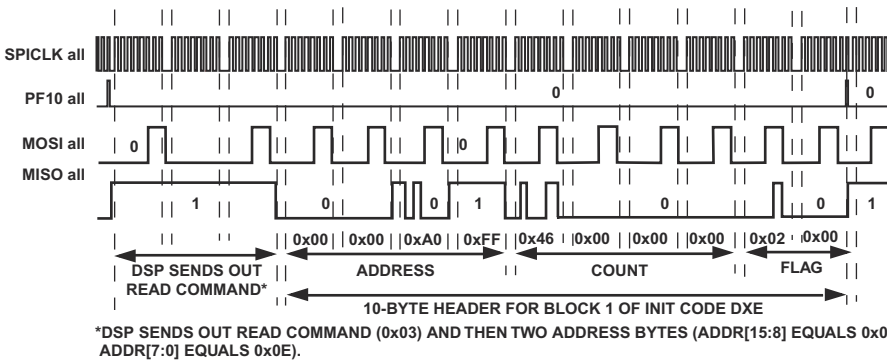 SPICLK all
PF10 all
0
0
MOSI all
0
0
MISO all
1
0
0
1
0
0
1
0x00
0x00
0xA0
0xFF
0x46
0x00
0x00
0x00
0x02
0x00
DSP SENDS OUT
READ COMMAND*
ADDRESS
COUNT
FLAG
10-BYTE HEADER FOR BLOCK 1 OF INIT CODE DXE
*DSP SENDS OUT READ COMMAND (0x03) AND THEN TWO ADDRESS BYTES (ADDR[15:8] EQUALS
ADDR[7:0] EQUALS 0x0E).